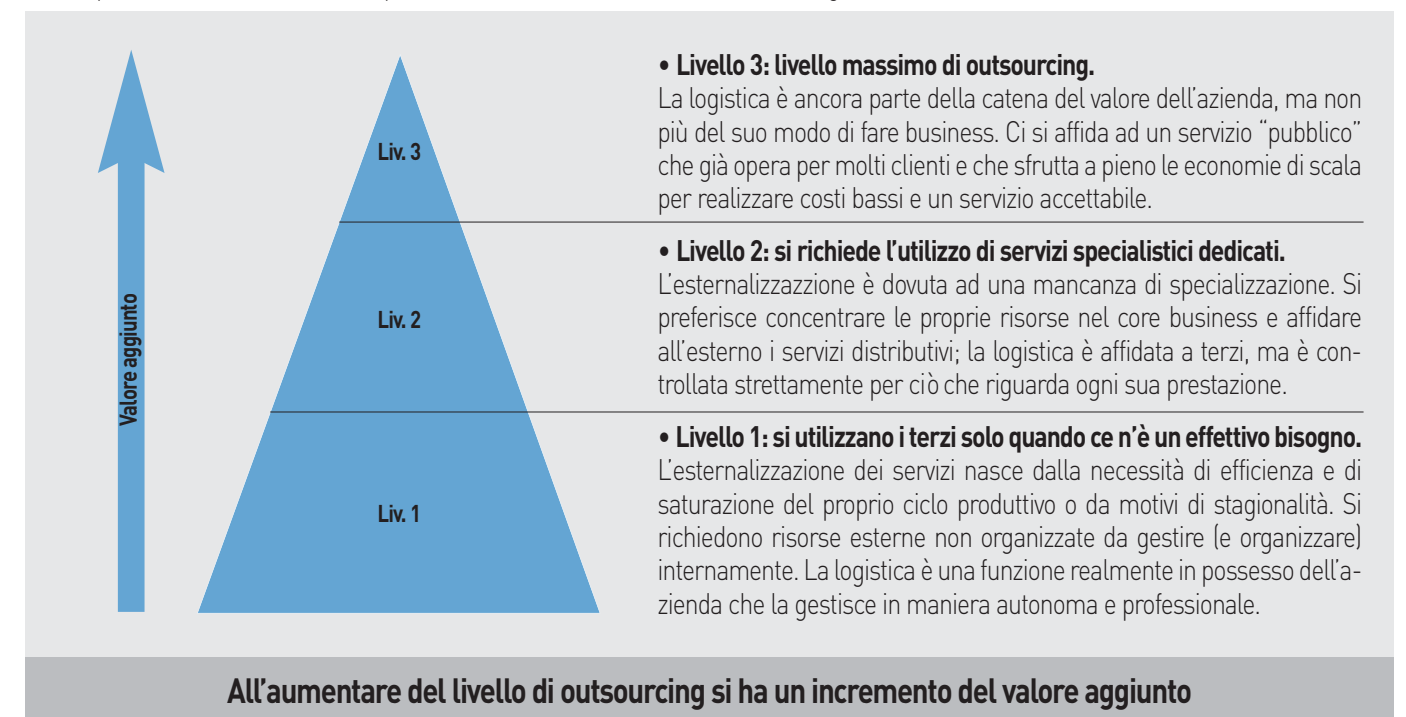 • Livello 3: livello massimo di outsourcing.
La logistica è ancora parte della catena del valore dell'azienda, ma non
più del suo modo di fare business. Ci si affida ad un servizio “pubblico”
che già opera per molti clienti e che sfrutta a pieno le economie di scala
per realizzare costi bassi e un servizio accettabile.
Liv. 3
• Livello 2: si richiede l'utilizzo di servizi specialistici dedicati.
L'esternalizzazzione è dovuta ad una mancanza di specializzazione. Si
preferisce concentrare le proprie risorse nel core business e affidare
all'esterno i servizi distributivi; la logistica è affidata a terzi, ma è con-
trollata strettamente per ciò che riguarda ogni sua prestazione.
Liv. 2
Valore aggiunto
• Livello 1: si utilizzano i terzi solo quando ce n'è un effettivo bisogno.
L'esternalizzazione dei servizi nasce dalla necessità di efficienza e di
saturazione del proprio ciclo produttivo o da motivi di stagionalità. Si
richiedono risorse esterne non organizzate da gestire (e organizzare)
internamente. La logistica è una funzione realmente in possesso dell'a-
zienda che la gestisce in maniera autonoma e professionale.
Liv. 1
All'aumentare del livello di outsourcing si ha un incremento del valore aggiunto